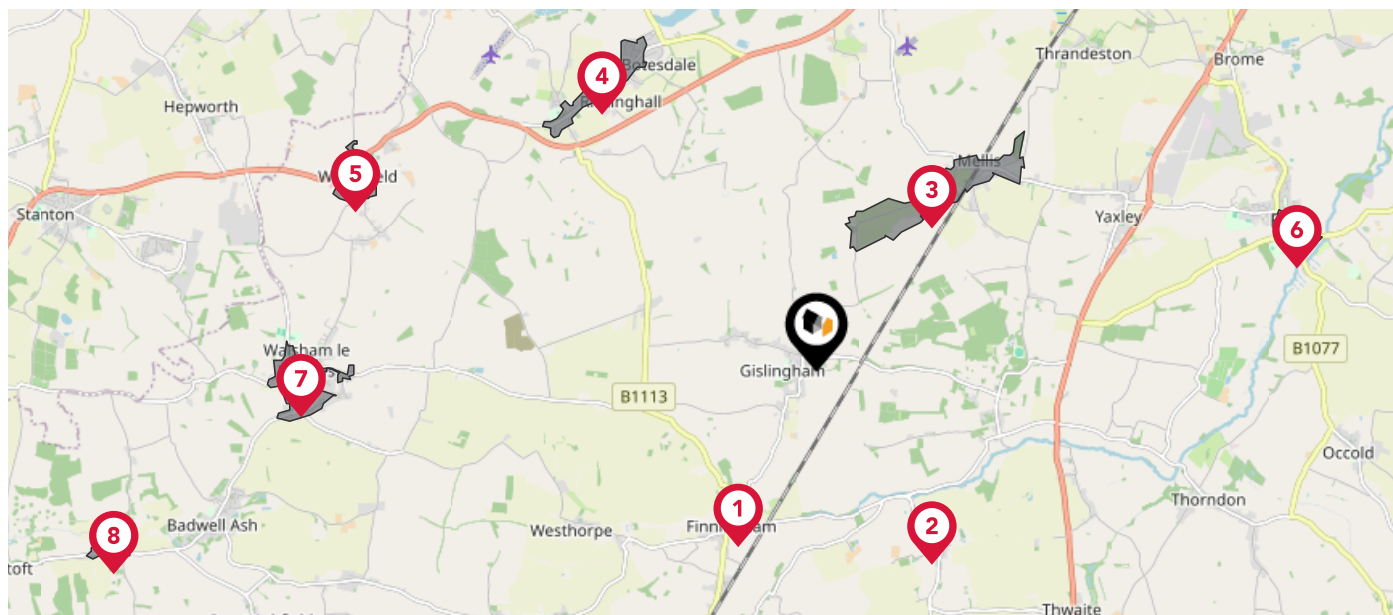 Thrandeston
Brome
4
Hepworth
5
Mellis
3
Stanton
Yaxley
6
B1077
Gislingham
7
B1113
Occold
Thorndon
1
2
Westhorpe
Badwell Ash
8
toft
Thwaite